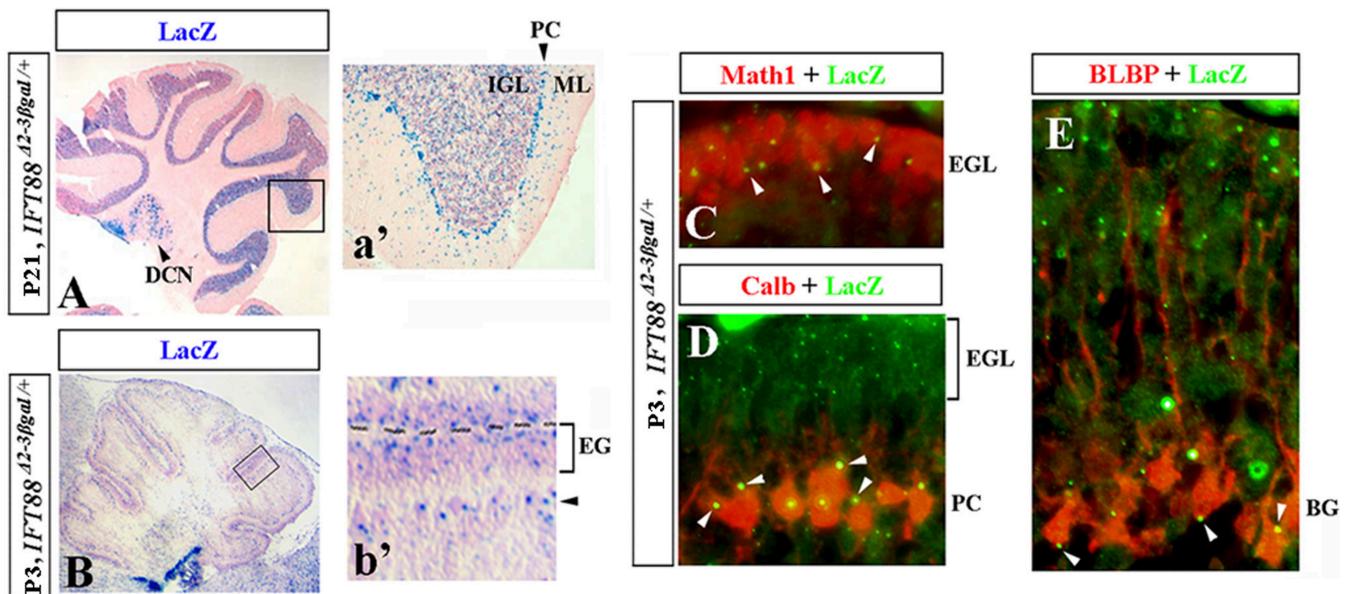 LacZ
P21, IFT88 Δ2-3βgal/+
A
DCN
PC
IGL
ML
a’
LacZ
P3, IFT88 Δ2-3βgal/+
B
EG
b’
P3, IFT88 Δ2-3βgal/+
Math1 + LacZ
C
EGL
Calb + LacZ
D
EGL
PC
BLBP + LacZ
E
BG